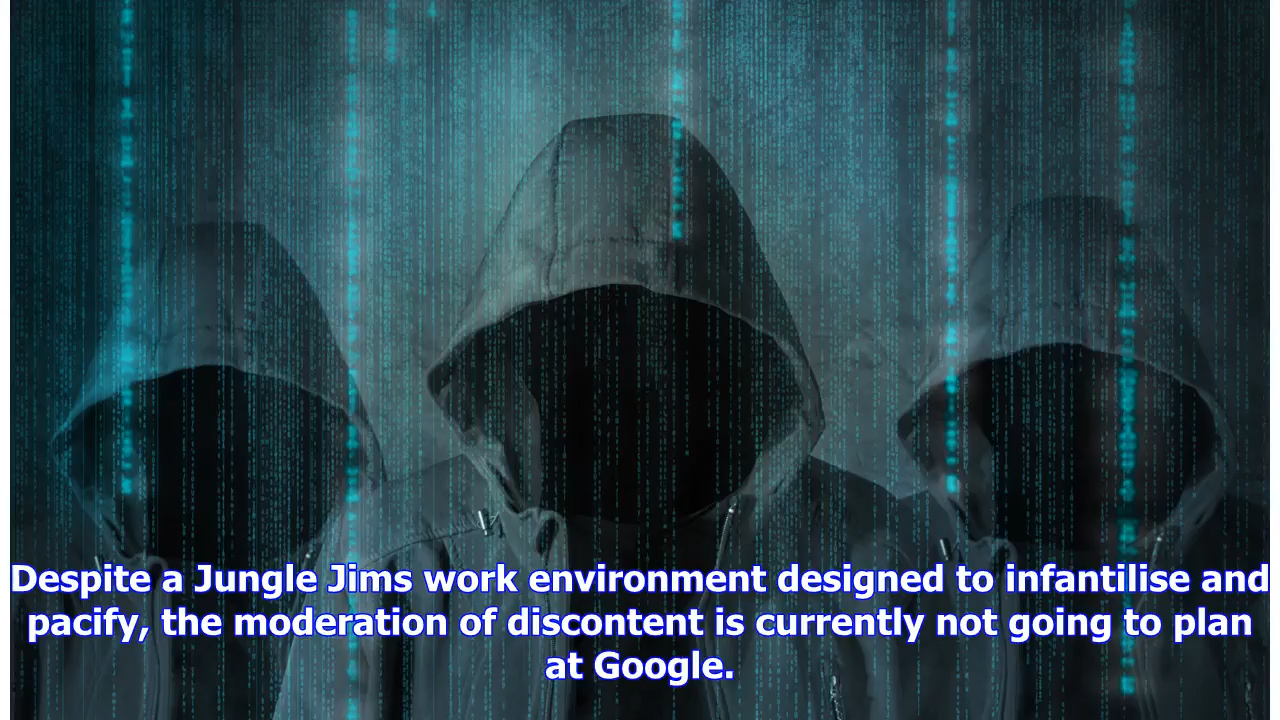 Despite a Jungle Jims work environment designed to infantilise and
pacify, the moderation of discontent is currently not going to plan
at Google.